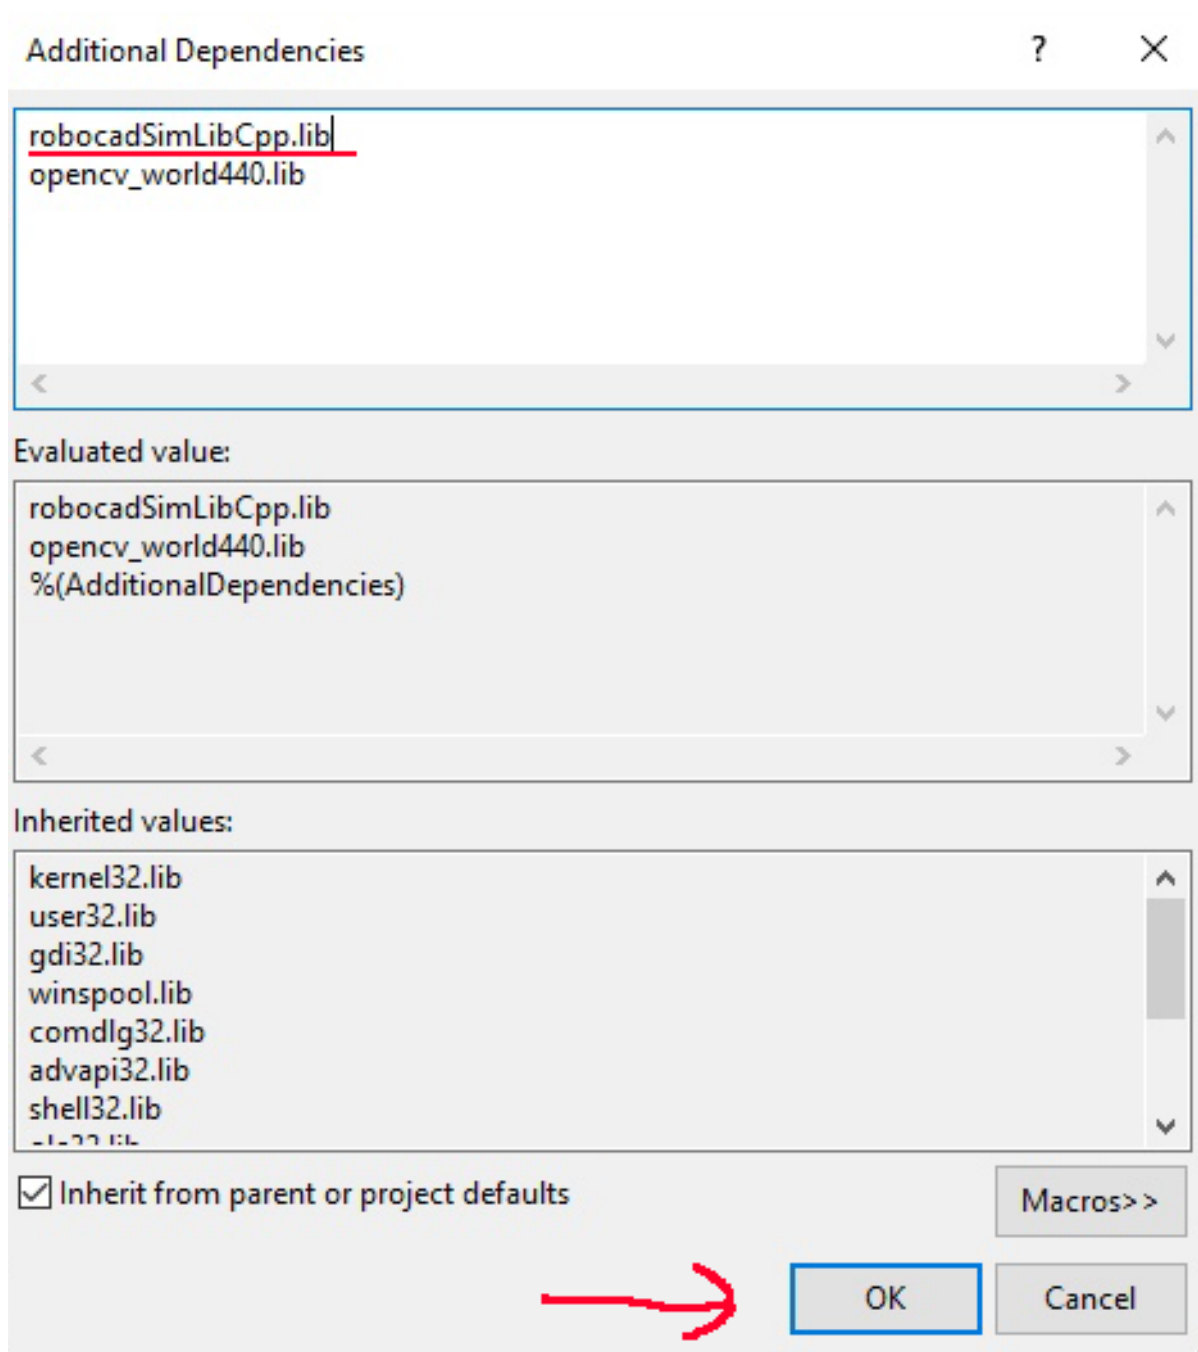 Additional Dependencies ?
robocadSimLibCpp.lib
opencv_world440.lib
Evaluated value:
robocadSimLibCpp.lib
opencv_world440.lib
%(AdditionalDependencies)
Inherited values:
kernel32.lib
user32.lib
gdi32.lib
winspool.lib
comdlg32.lib
advapi32.lib
shell32.lib
Inherit from parent or project defaults
Macros>>
OK
Cancel